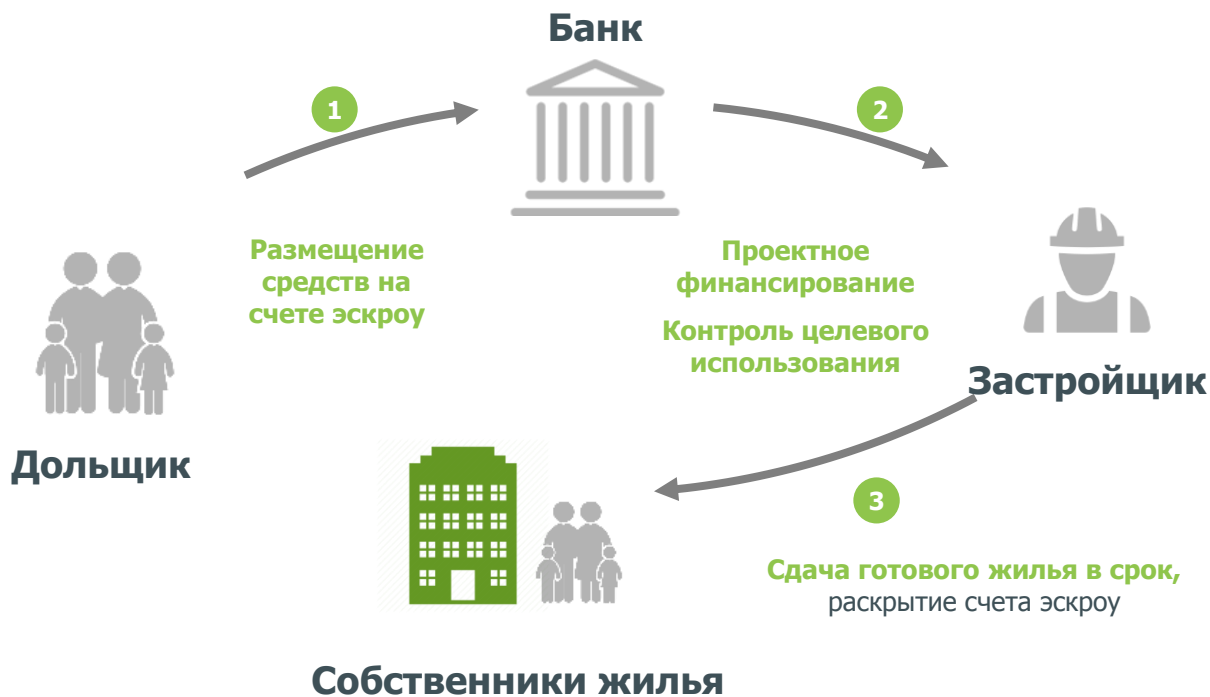 Банк
1
2
Размещение
средств на
счете эскроу
Проектное
финансирование
Контроль целевого
использования
Застройщик
Дольщик
3
Сдача готового жилья в срок,
раскрытие счета эскроу
Собственники жилья